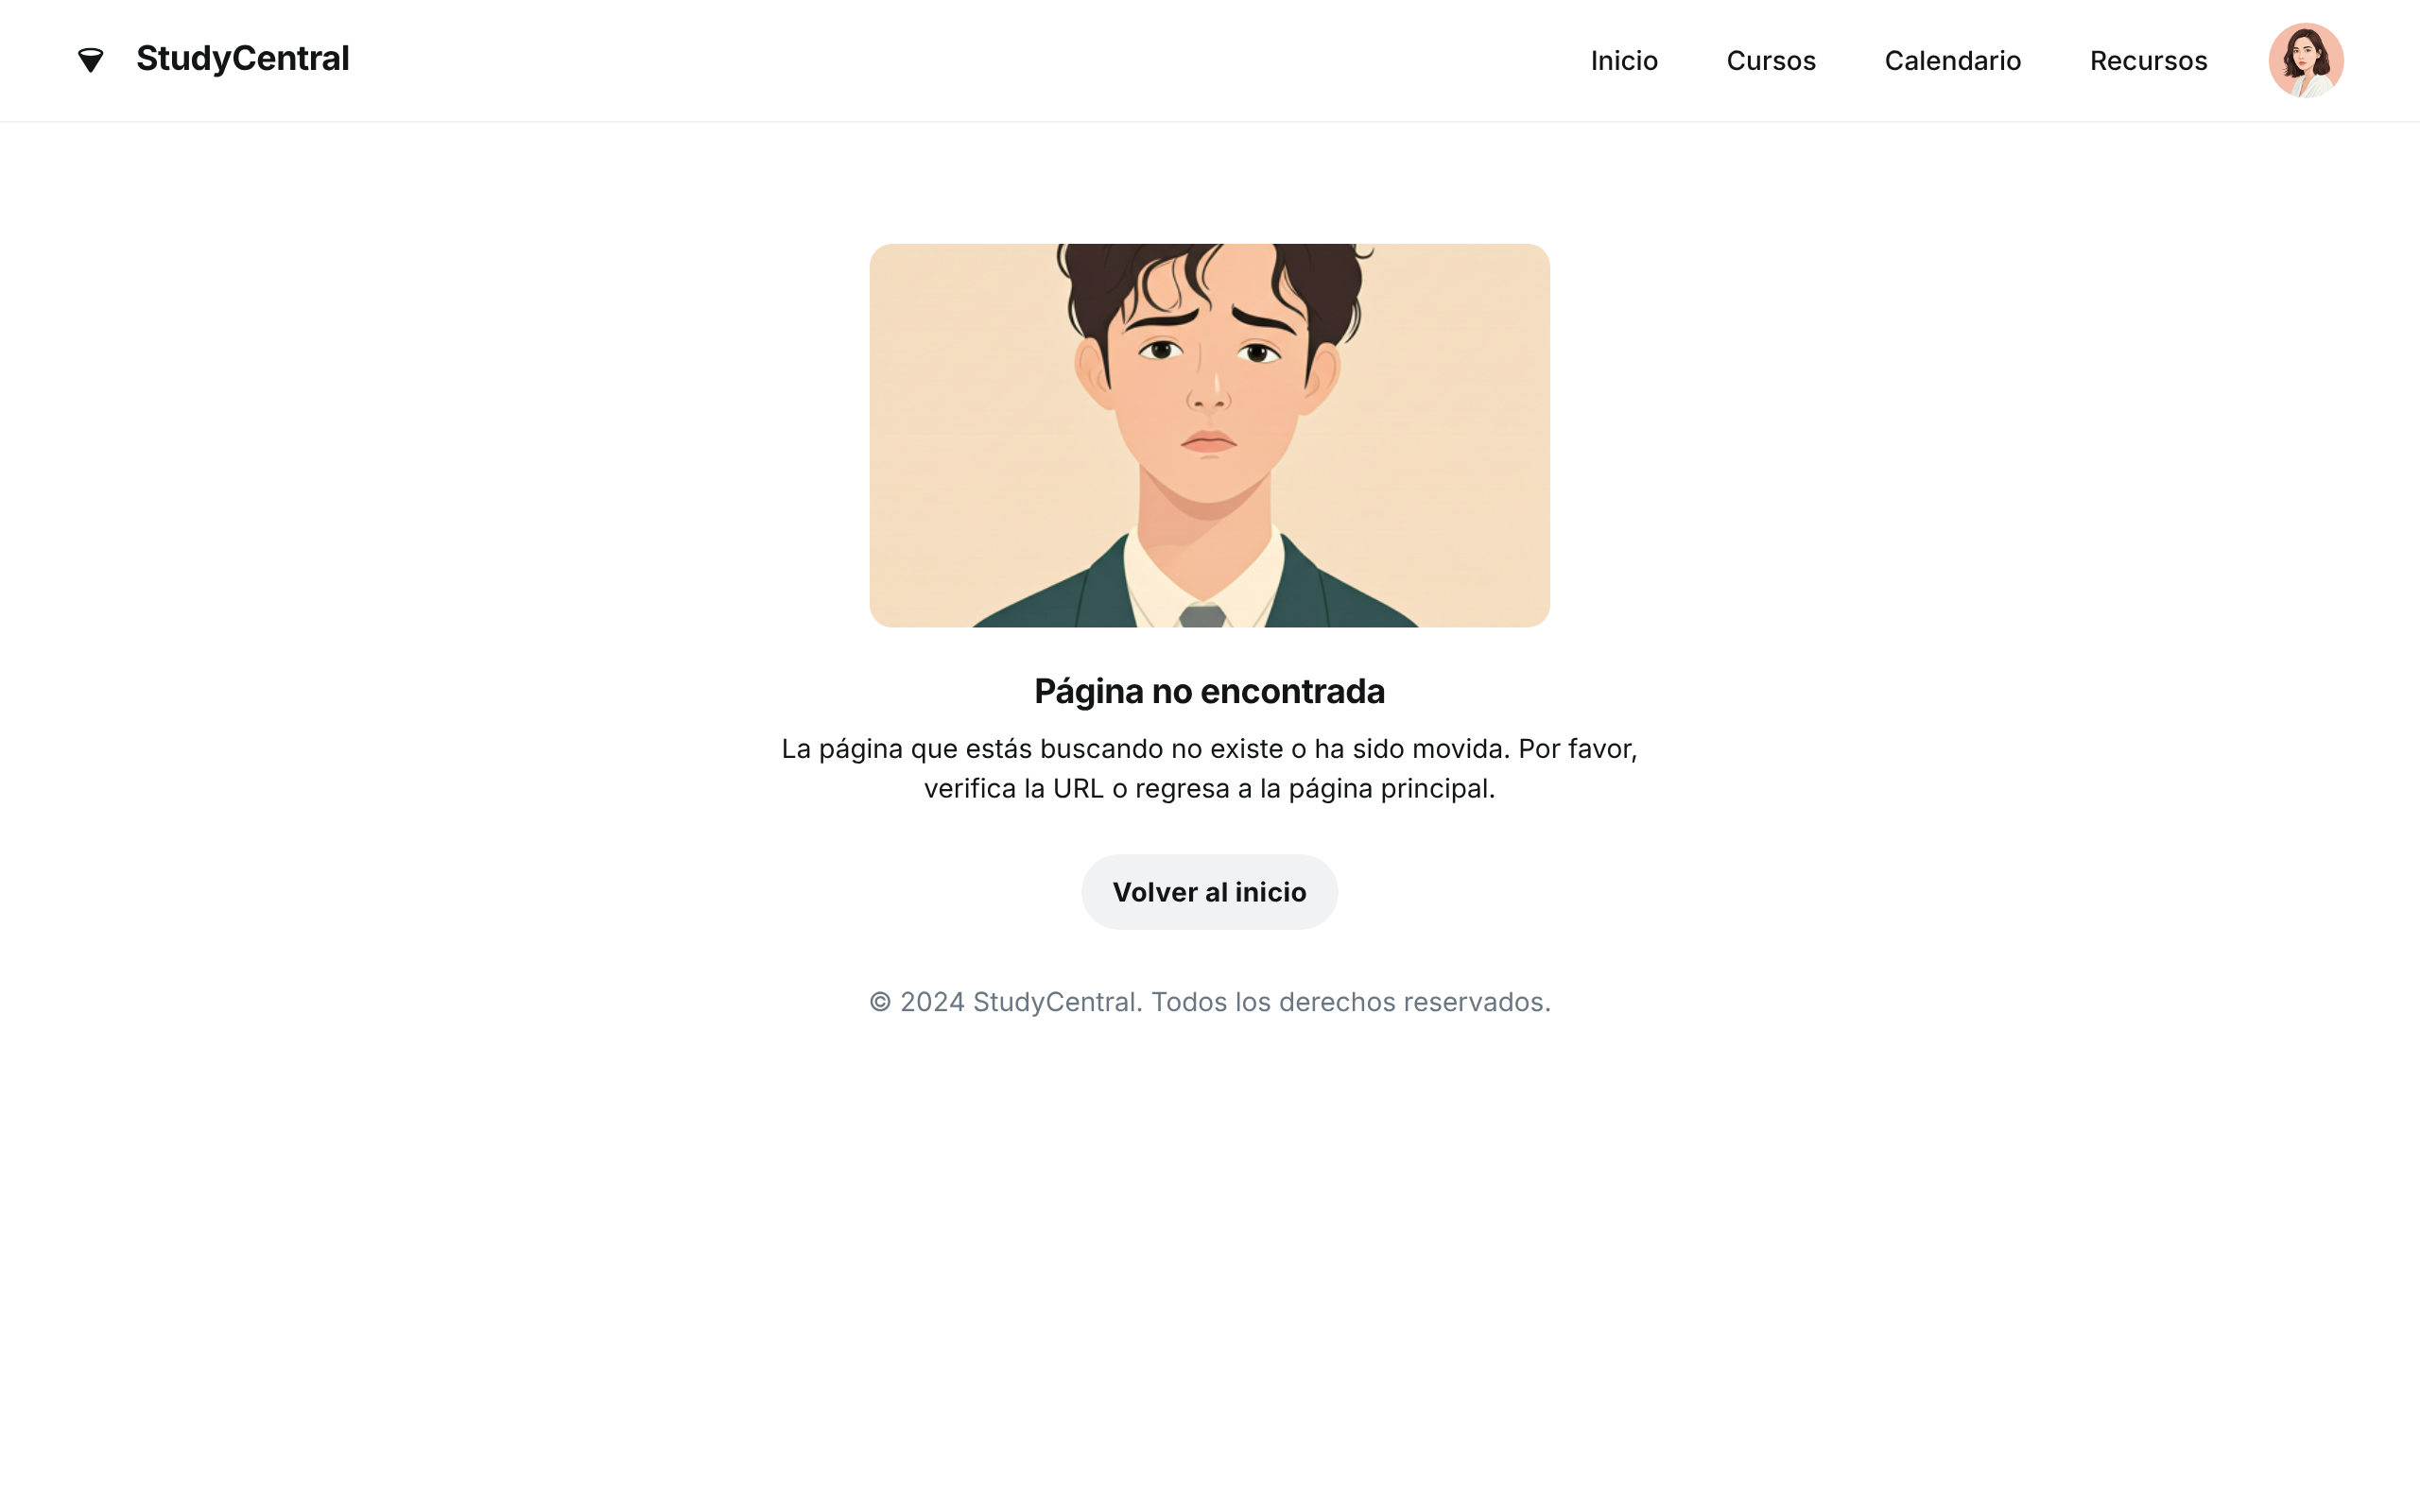 StudyCentral
Inicio
Cursos
Calendario
Recursos
Página no encontrada
La página que estás buscando no existe o ha sido movida. Por favor,
verifica la URL o regresa a la página principal.
Volver al inicio
© 2024 StudyCentral. Todos los derechos reservados.